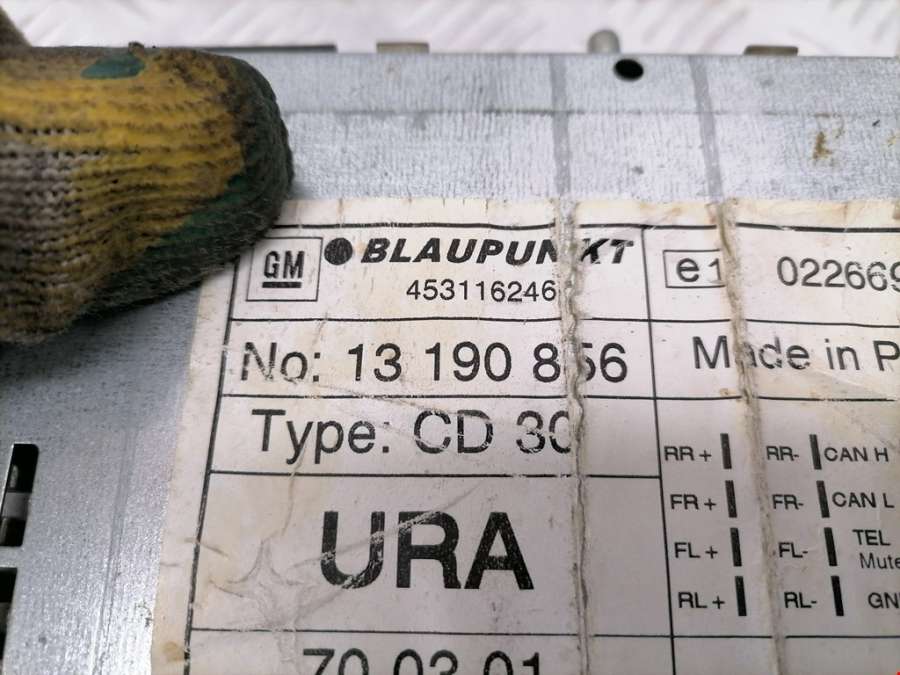 GM BLAUPUNKT
453116246
e1 022669
No: 13 190 856
Made in P
Type: CD 30
URA
RR + RR- CAN H
FR + FR- CAN L
FL + FL- TEL
Mute
RL + RL- GN
70 03 01